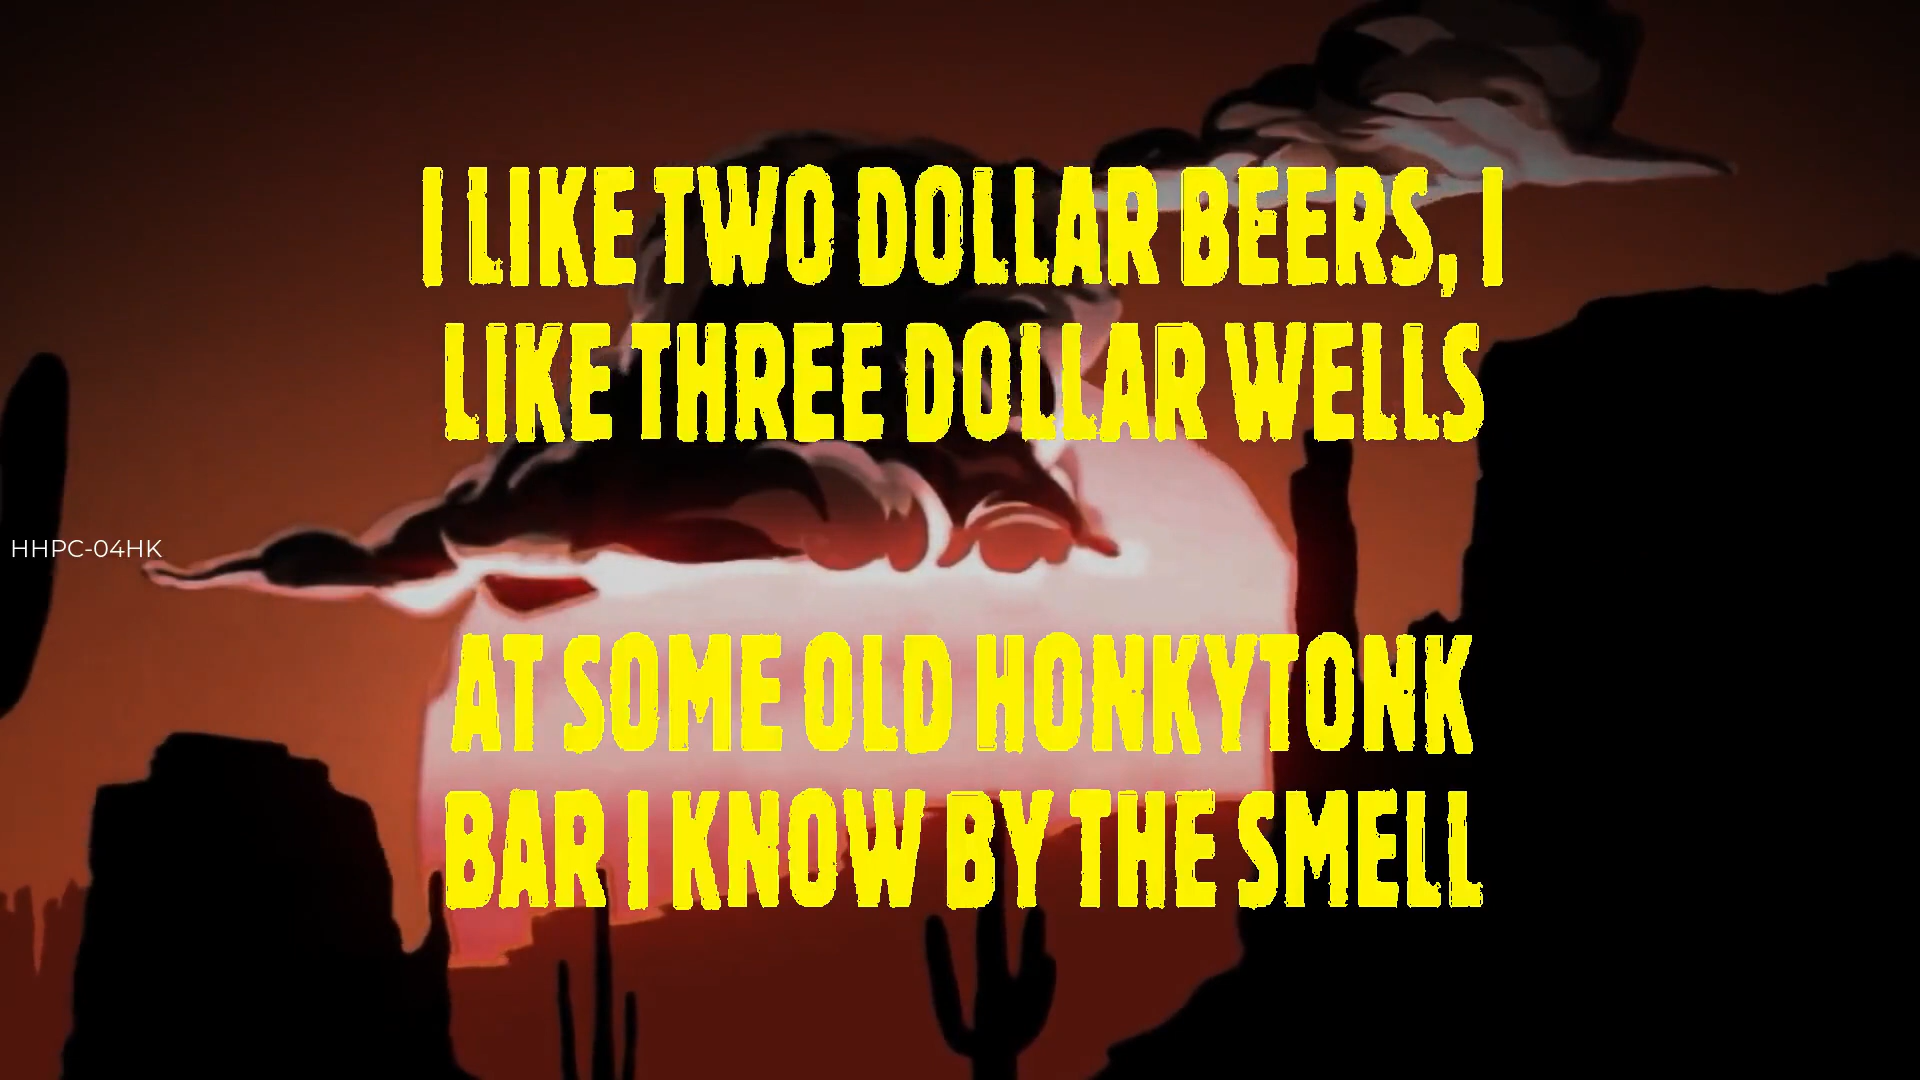 I LIKE TWO DOLLAR BEERS, I
LIKE THREE DOLLAR WELLS
HHPC-04HK
AT SOME OLD HONKYTONK
BAR I KNOW BY THE SMELL